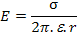 E = σ / 2π. ε. r